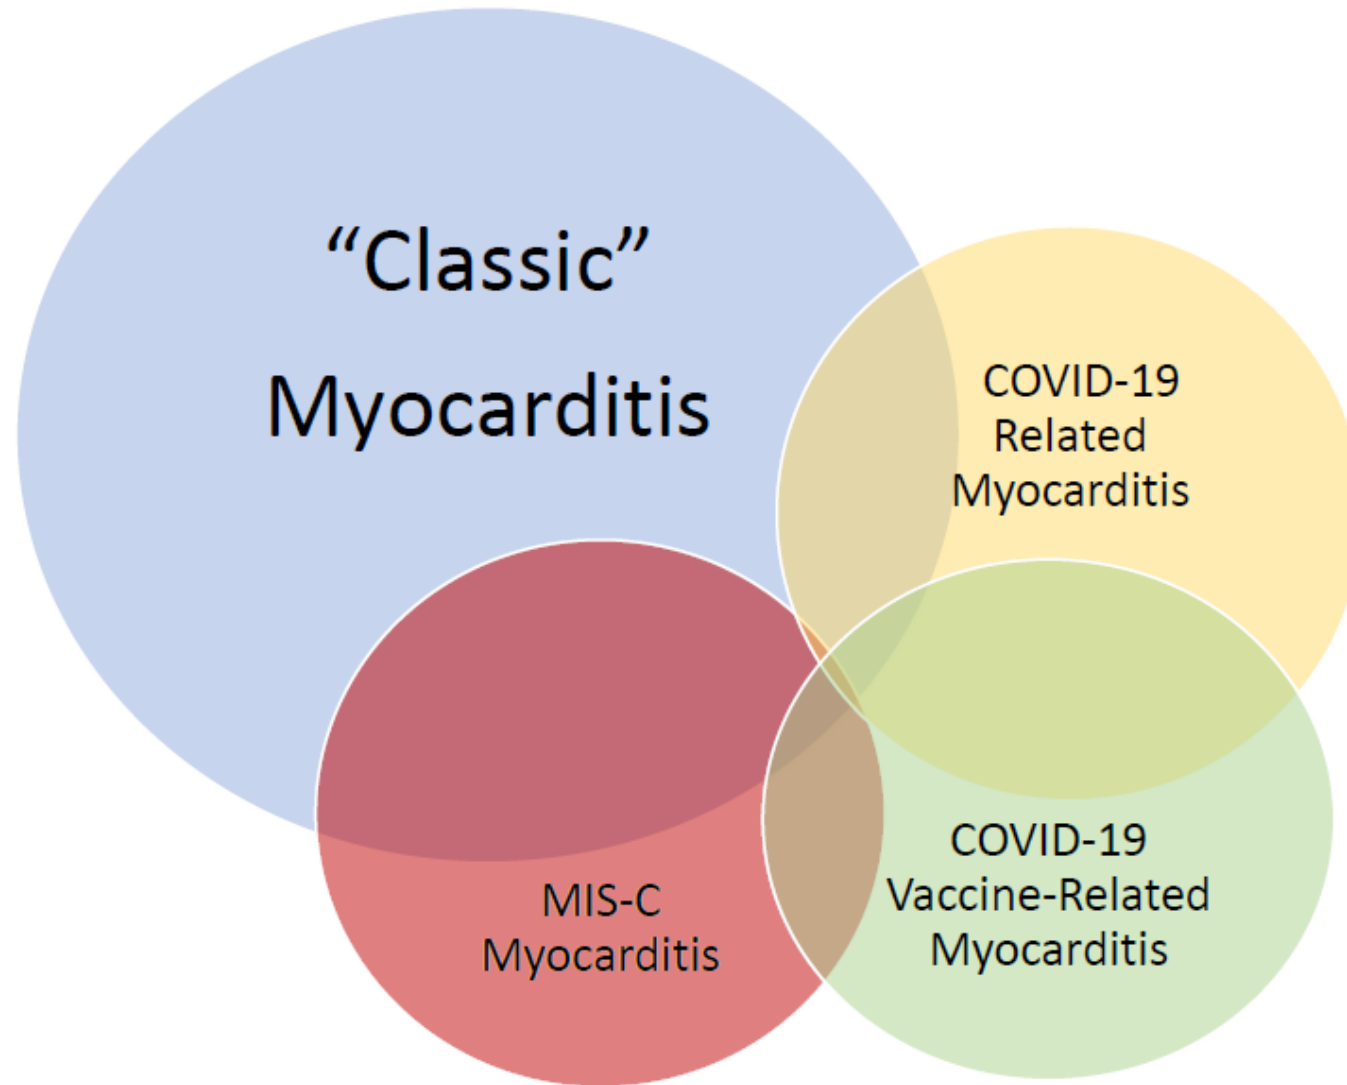 “Classic”
Myocarditis
COVID-19
Related
Myocarditis
MIS-C
Myocarditis
COVID-19
Vaccine-Related
Myocarditis